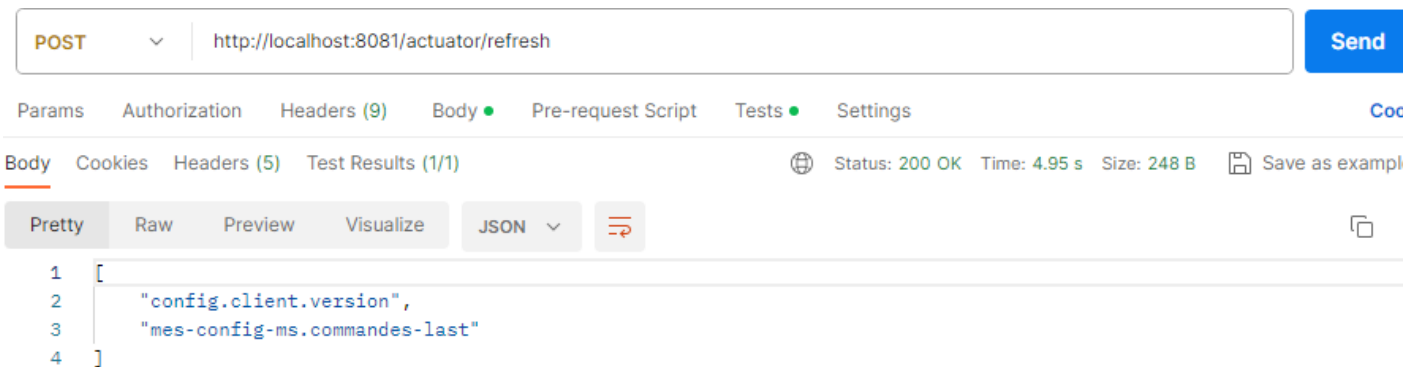 POST http://localhost:8081/actuator/refresh Send
Params Authorization Headers (9) Body Pre-request Script Tests Settings
Body Cookies Headers (5) Test Results (1/1) Status: 200 OK Time: 4.95 s Size: 248 B Save as
Pretty Raw Preview Visualize JSON
1 [
2 "config.client.version",
3 "mes-config-ms.commandes-last"
4 ]